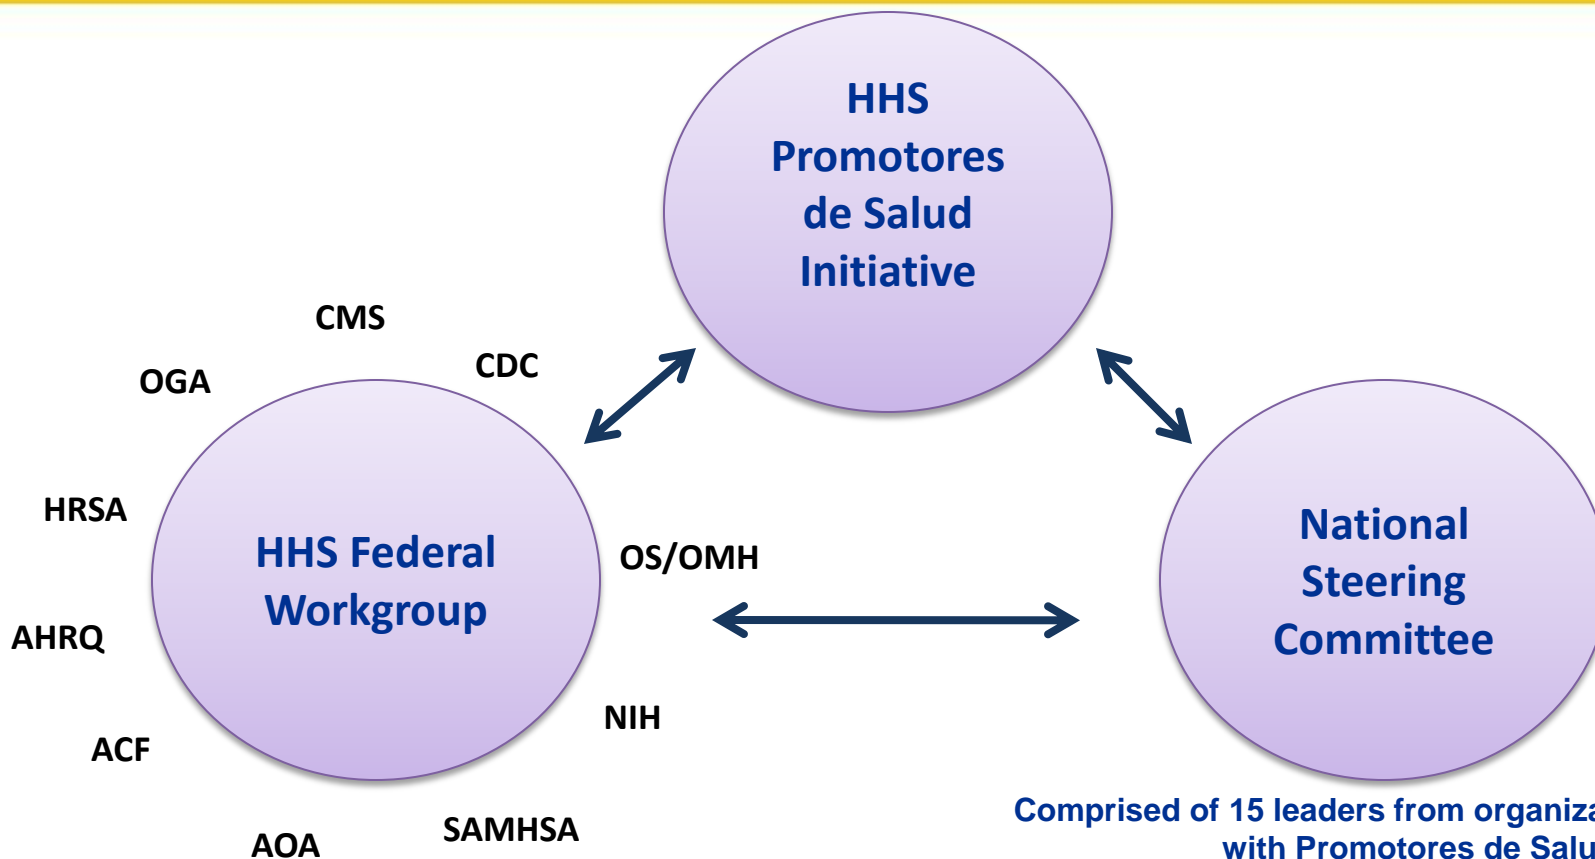 HHS
Promotores
de Salud
Initiative
CMS
CDC
OGA
HRSA
HHS Federal
Workgroup
OS/OMH
AHRQ
NIH
ACF
SAMHSA
AOA
National
Steering
Committee
Comprised of 15 leaders from
with Promotores de